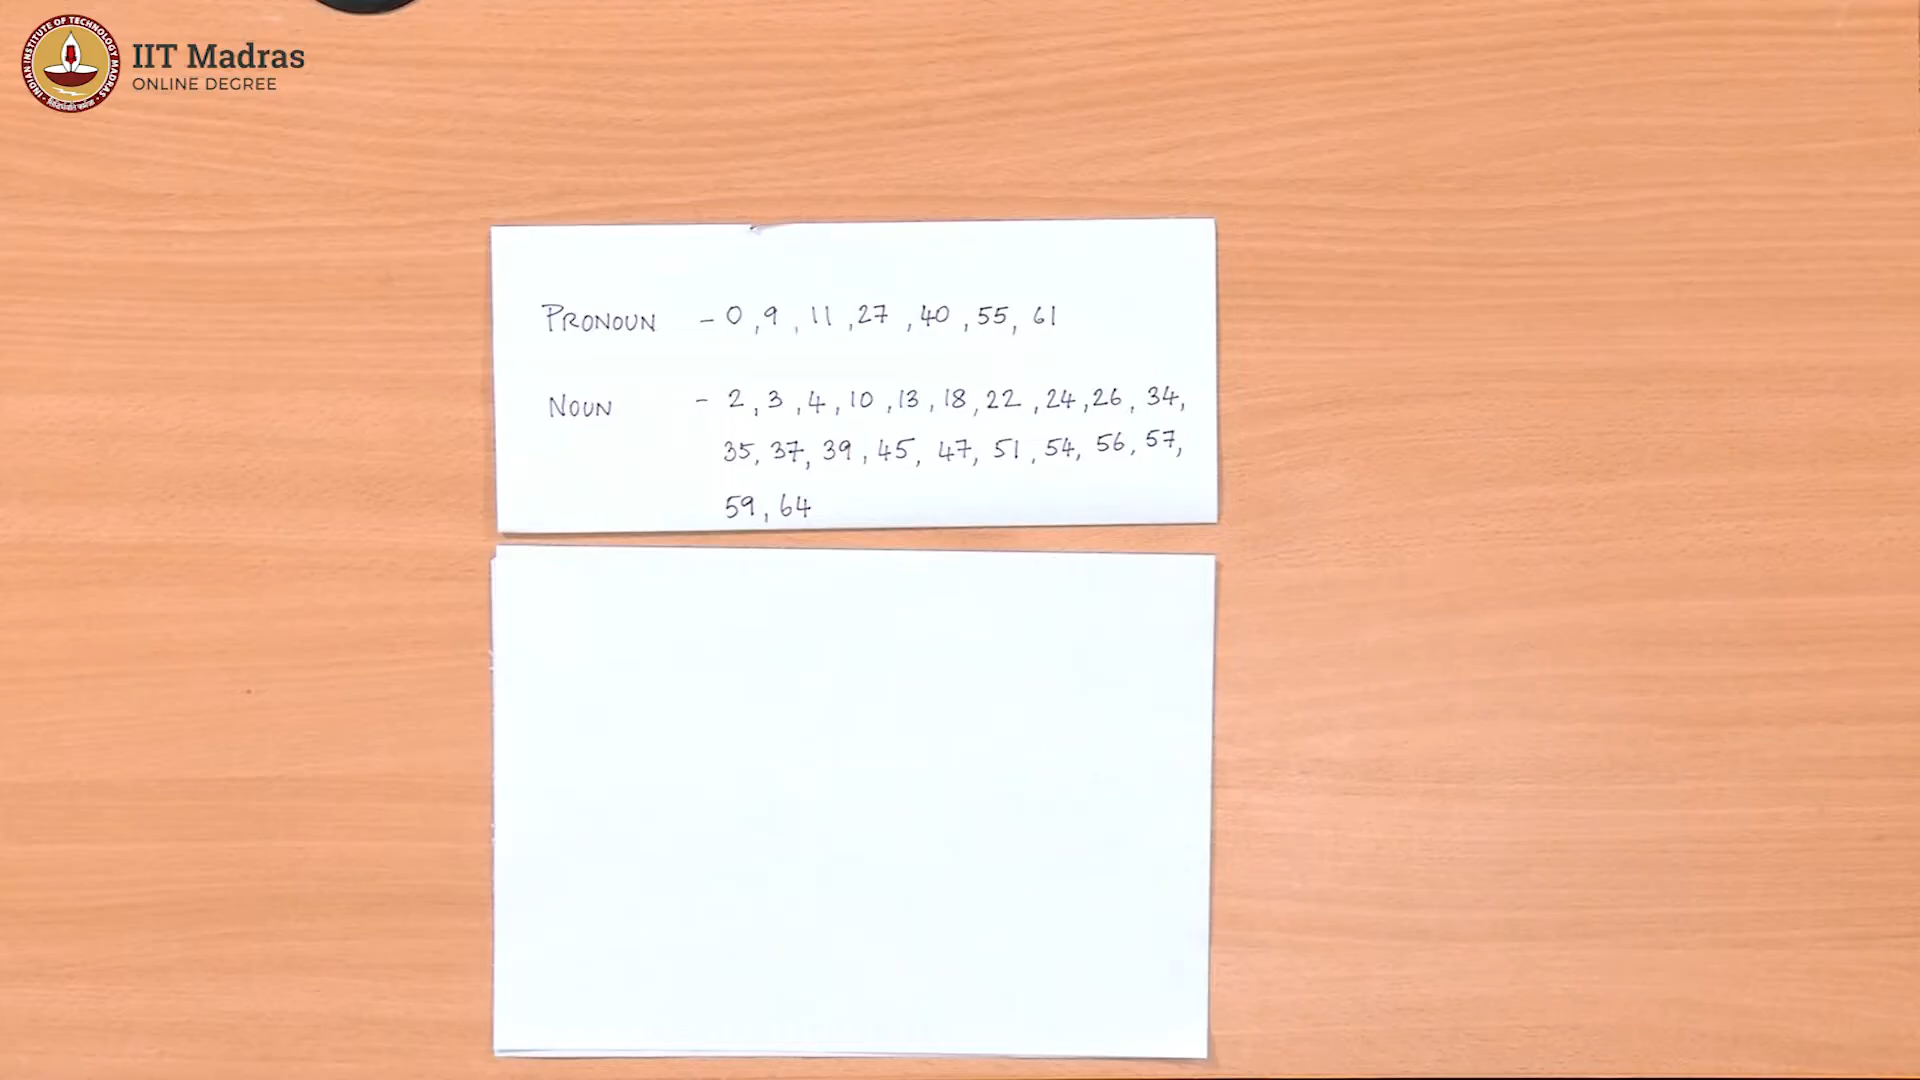 IIT Madras
ONLINE DEGREE
PRONOUN - 0, 9, 11, 27, 40, 55, 61
NOUN - 2, 3, 4, 10, 13, 18, 22, 24, 26, 34,
35, 37, 39, 45, 47, 51, 54, 56, 57,
59, 64